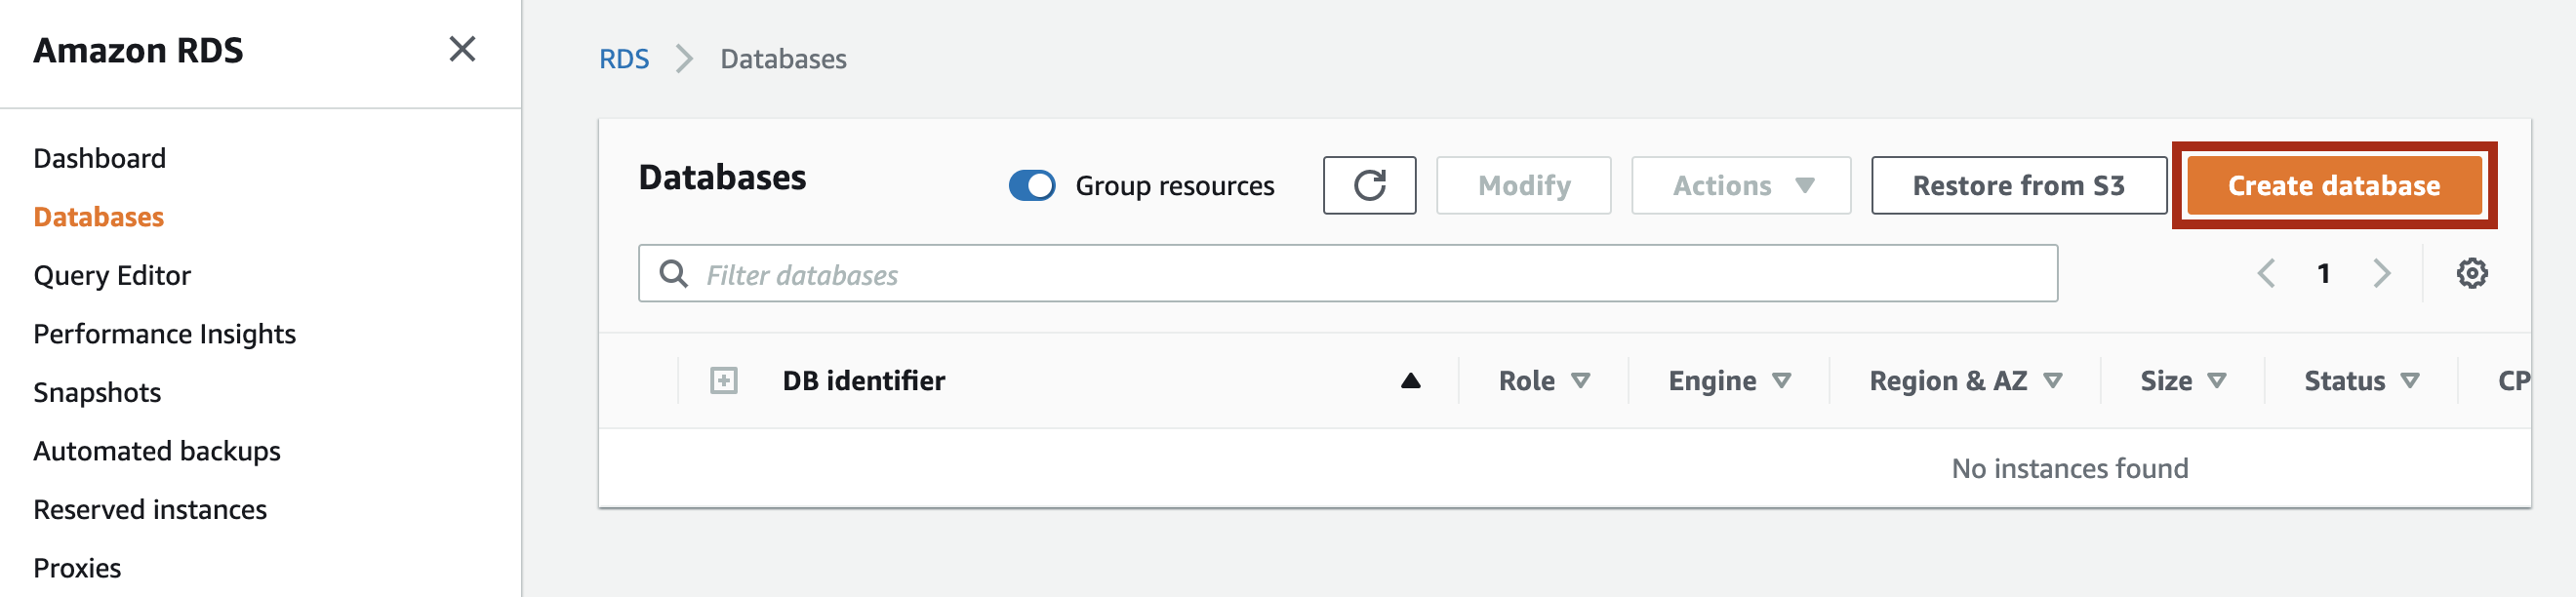 Amazon RDS
Dashboard
Databases
Query Editor
Performance Insights
Snapshots
Automated backups
Reserved instances
Proxies
RDS > Databases
Databases
Group resources
Modify
Actions
Restore from S3
Create database
Filter databases
1
DB identifier
Role
Engine
Region & AZ
Size
Status
CP
No instances found